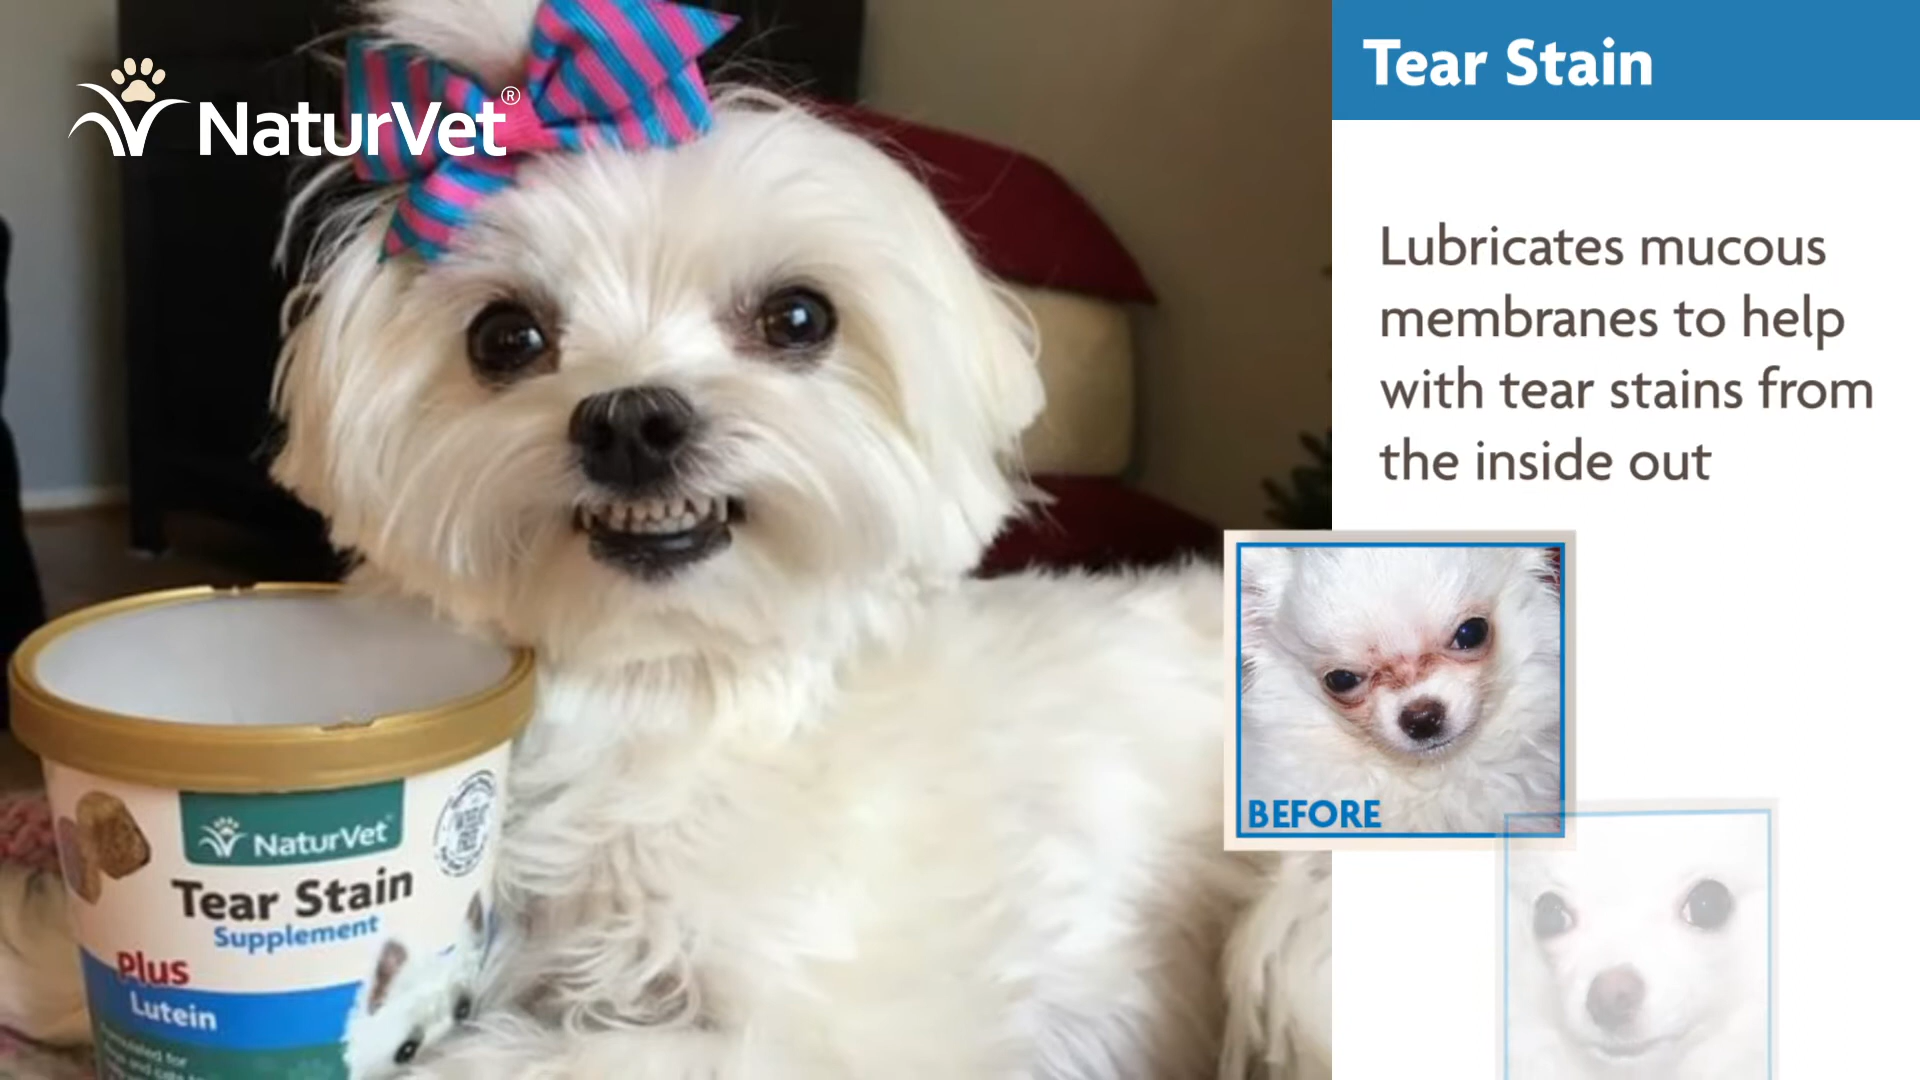 NaturVet®
Tear Stain
Lubricates mucous
membranes to help
with tear stains from
the inside out
BEFORE
NaturVet
Tear Stain
Supplement
Plus
Lutein